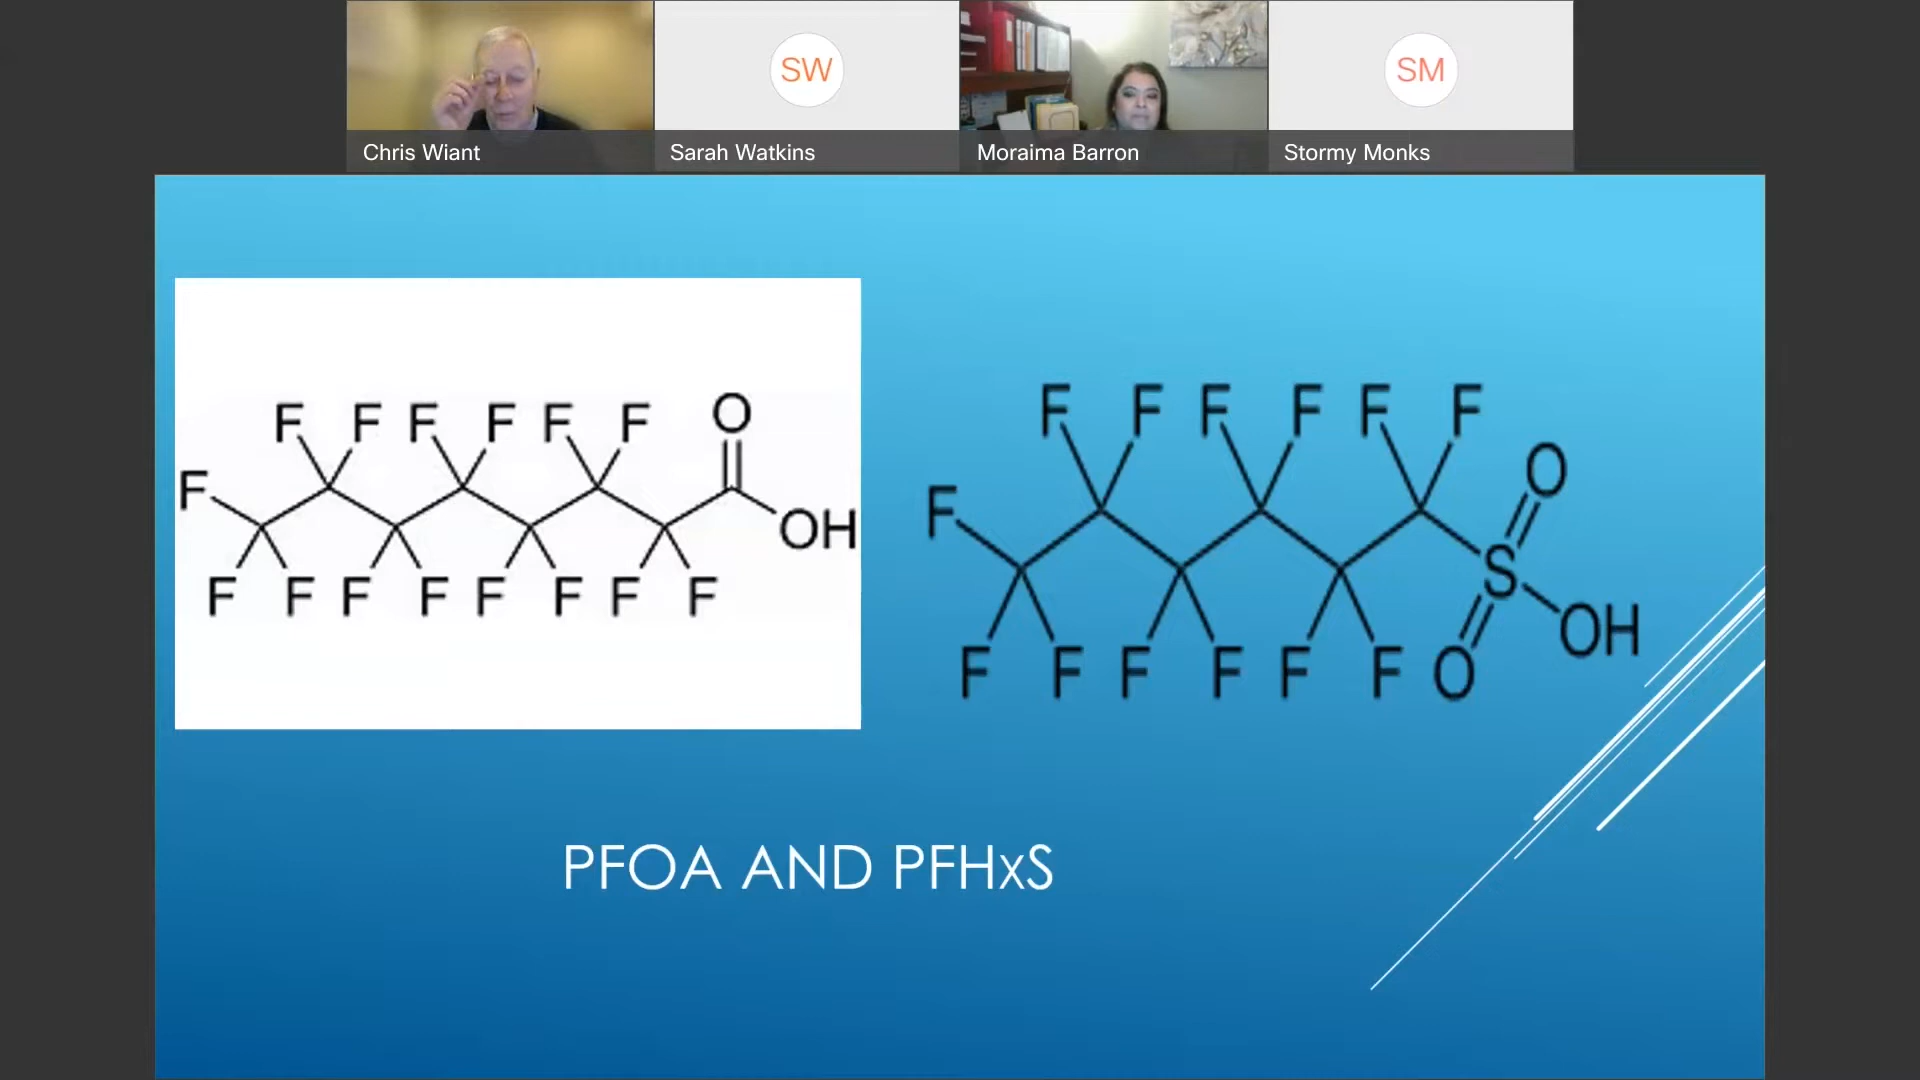 SW
SM
Chris Wiant
Sarah Watkins
Moraima Barron
Stormy Monks
F F F F F F O
F
OH
F F F F F F F F
F F F F F F
O
F
S
OH
F F F F F F O
PFOA AND PFHxS